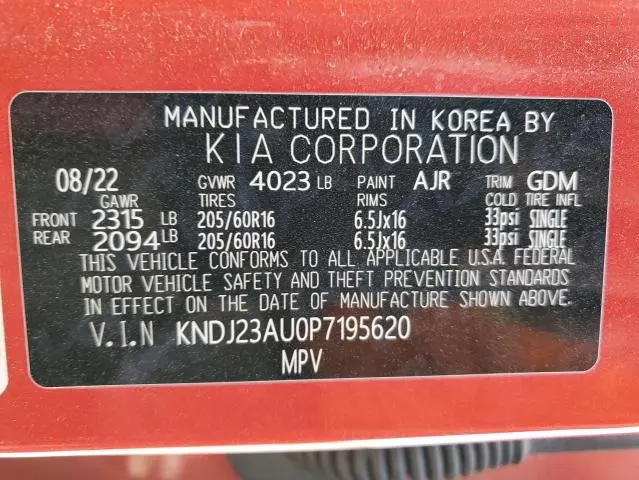 MANUFACTURED IN KOREA BY
KIA CORPORATION
08/22 GVWR 4023 LB PAINT AJR TRIM GDM
GAWR TIRES RIMS COLD TIRE INFL
FRONT 2315 LB 205/60R16 6.5Jx16 33psi SINGLE
REAR 2094 LB 205/60R16 6.5Jx16 33psi SINGLE
THIS VEHICLE CONFORMS TO ALL APPLICABLE U.S.A. FEDERAL
MOTOR VEHICLE SAFETY AND THEFT PREVENTION STANDARDS
IN EFFECT ON THE DATE OF MANUFACTURE SHOWN ABOVE.
V.I.N KNDJ23AU0P7195620
MPV